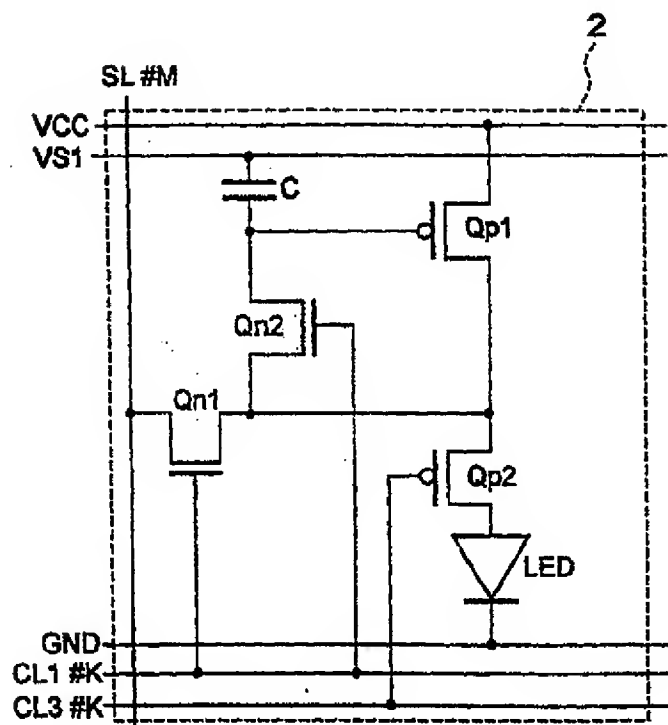 2
SL #M
VCC
VS1
C
Qp1
Qn2
Qn1
Qp2
LED
GND
CL1 #K
CL3 #K